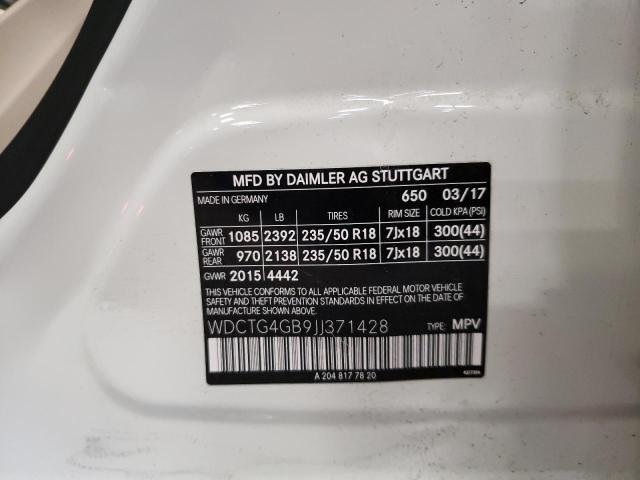 MFD BY DAIMLER AG STUTTGART
MADE IN GERMANY 650 03/17
KG LB TIRES RIM SIZE COLD KPA(PSI)
GAWR FRONT 1085 2392 235/50 R18 7Jx18 300(44)
GAWR REAR 970 2138 235/50 R18 7Jx18 300(44)
GVWR 2015 4442
THIS VEHICLE CONFORMS TO ALL APPLICABLE FEDERAL MOTOR VEHICLE
SAFETY, BUMPER, AND THEFT PREVENTION STANDARDS IN EFFECT ON THE
DATE OF MANUFACTURE SHOWN ABOVE.
WDCTG4GB9JJ371428 TYPE: MPV
A 204 817 78 20